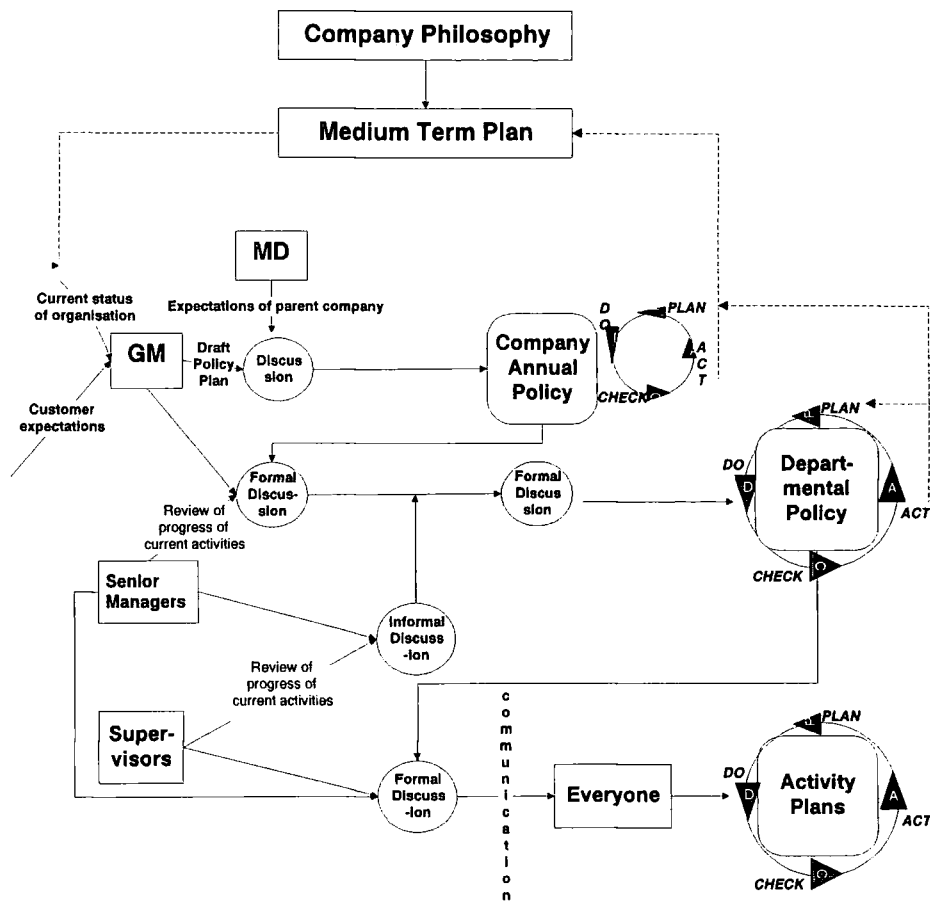 Company Philosophy
Medium Term Plan
MD
Current status
of organisation
Expectations of parent company
GM
Draft
Policy
Plan
Discus
sion
Company
Annual
Policy
D
O
PLAN
A
C
T
CHECK
C
Customer
expectations
Formal
Discus-
sion
Formal
Discus
sion
PLAN
DO
D
Depart-
mental
Policy
A
ACT
CHECK
C
Review of
progress of
current activities
Senior
Managers
Informal
Discuss
-ion
Review of
progress of
current activities
Super-
visors
Formal
Discuss
-ion
c
o
m
m
u
n
i
c
a
t
i
o
n
Everyone
PLAN
DO
D
Activity
Plans
A
ACT
CHECK
C